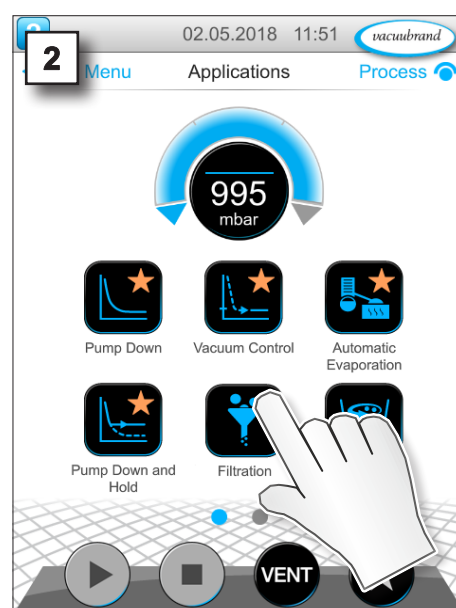 02.05.2018 11:51 vacuubrand
2 Menu Applications Process
995
mbar
Pump Down Vacuum Control Automatic
Evaporation
Pump Down and
Hold
Filtration
VENT